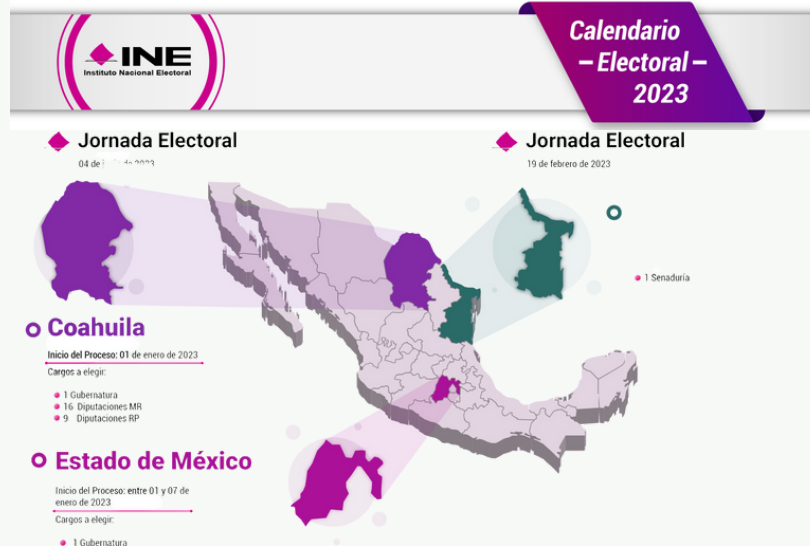 INE
Instituto Nacional Electoral
Calendario
– Electoral –
2023
Jornada Electoral
04 de
Jornada Electoral
19 de febrero de 2023
1 Senaduría
Coahuila
Inicio del Proceso: 01 de enero de 2023
Cargos a elegir:
1 Gubernatura
16 Diputaciones MR
9 Diputaciones RP
Estado de México
Inicio del Proceso: entre 01 y 07 de
enero de 2023
Cargos a elegir:
1 Gubernatura